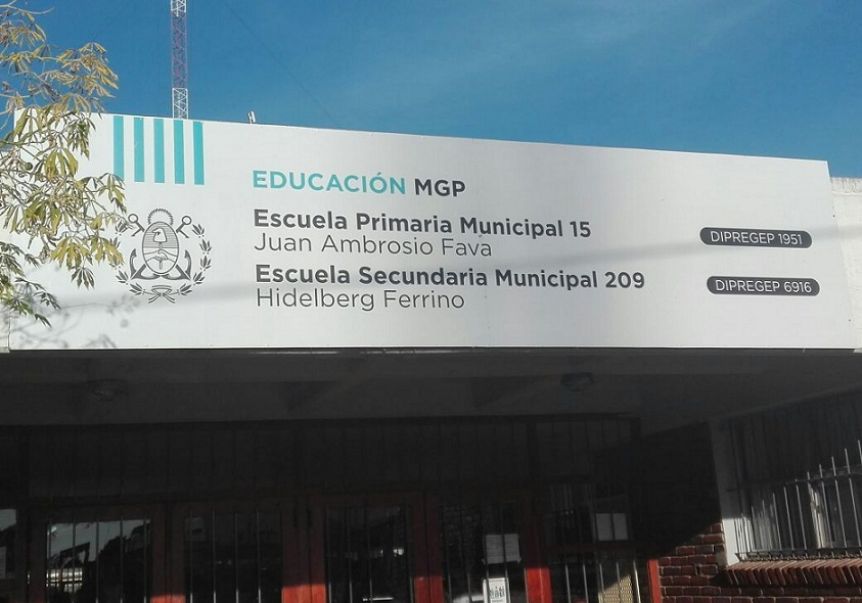 EDUCACIÓN MGP
Escuela Primaria Municipal 15
Juan Ambrosio Fava
DIPREGEP 1951
Escuela Secundaria Municipal 209
Hidelberg Ferrino
DIPREGEP 6916